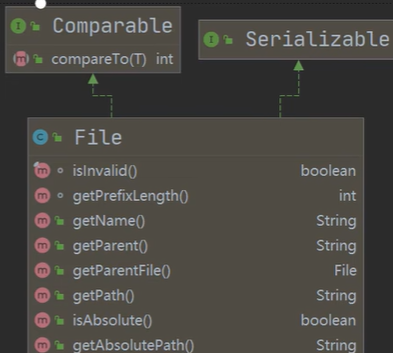 Comparable
compareTo(T) int
Serializable
File
isInvalid() boolean
getPrefixLength() int
getName() String
getParent() String
getParentFile() File
getPath() String
isAbsolute() boolean
getAbsolutePath() String